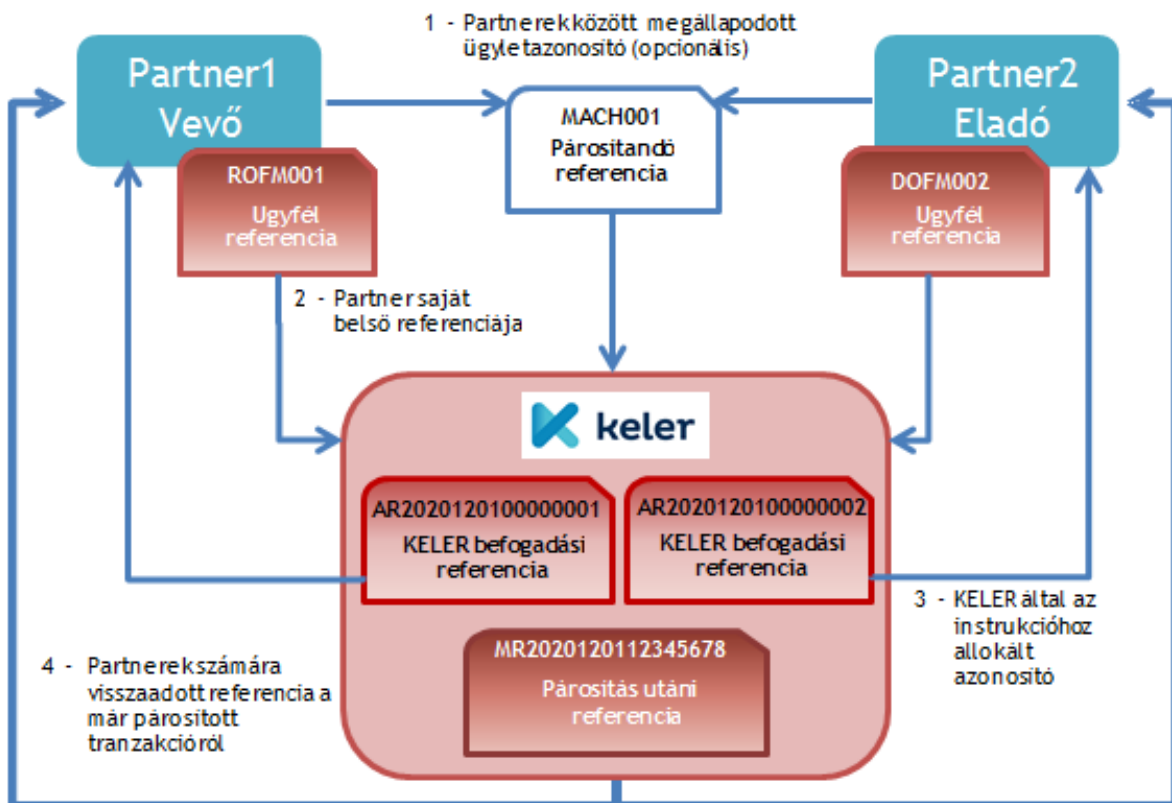 1 - Partnerek között megállapodott
ügyletazonosító (opcionális)
Partner1
Vevő
Partner2
Eladó
MACH001
Párosítandó
referencia
ROFM001
Ugyfél
referencia
DOFM002
Ugyfél
referencia
2 - Partner saját
belső referenciája
keler
AR2020120100000001
KELER befogadási
referencia
AR2020120100000002
KELER befogadási
referencia
3 - KELER által az
instrukcióhoz
allokált
azonosító
4 - Partnerek számára
visszaadott referencia a
már párosított
tranzakcióról
MR2020120112345678
Párosítás utáni
referencia